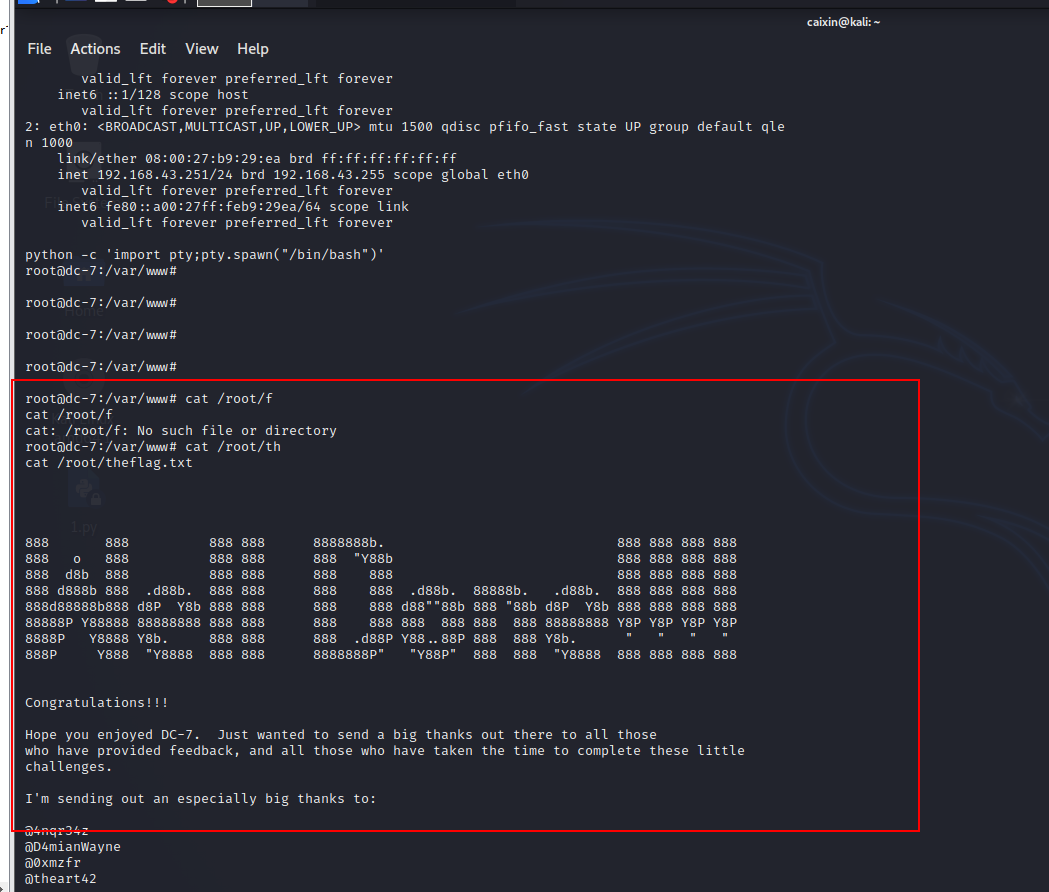 caixin@kali: ~
File Actions Edit View Help
valid_lft forever preferred_lft forever
inet6 ::1/128 scope host
valid_lft forever preferred_lft forever
2: eth0: <BROADCAST,MULTICAST,UP,LOWER_UP> mtu 1500 qdisc pfifo_fast state UP group default qle
n 1000
link/ether 08:00:27:b9:29:ea brd ff:ff:ff:ff:ff:ff
inet 192.168.43.251/24 brd 192.168.43.255 scope global eth0
valid_lft forever preferred_lft forever
inet6 fe80::a00:27ff:feb9:29ea/64 scope link
valid_lft forever preferred_lft forever
python -c 'import pty;pty.spawn("/bin/bash")'
root@dc-7:/var/www#
root@dc-7:/var/www#
root@dc-7:/var/www#
root@dc-7:/var/www#
root@dc-7:/var/www# cat /root/f
cat /root/f
cat: /root/f: No such file or directory
root@dc-7:/var/www# cat /root/th
cat /root/theflag.txt
888       888          888 888      8888888b.                             888 888 888 888
888   o   888          888 888      888  "Y88b                            888 888 888 888
888  d8b  888          888 888      888    888                            888 888 888 888
888 d888b 888  .d88b.  888 888      888    888  .d88b.  88888b.   .d88b.  888 888 888 888
888d88888b888 d8P  Y8b 888 888      888    888 d88""88b 888 "88b d8P  Y8b 888 888 888 888
88888P Y88888 88888888 888 888      888    888 888  888 888  888 88888888 Y8P Y8P Y8P Y8P
8888P   Y8888 Y8b.     888 888      888  .d88P Y88..88P 888  888 Y8b.      "   "   "   "
888P     Y888  "Y8888  888 888      8888888P"   "Y88P"  888  888  "Y8888  888 888 888 888
Congratulations!!!
Hope you enjoyed DC-7.  Just wanted to send a big thanks out there to all those
who have provided feedback, and all those who have taken the time to complete these little
challenges.
I'm sending out an especially big thanks to:
@4nqr34z
@D4mianWayne
@0xmzfr
@theart42
1.py